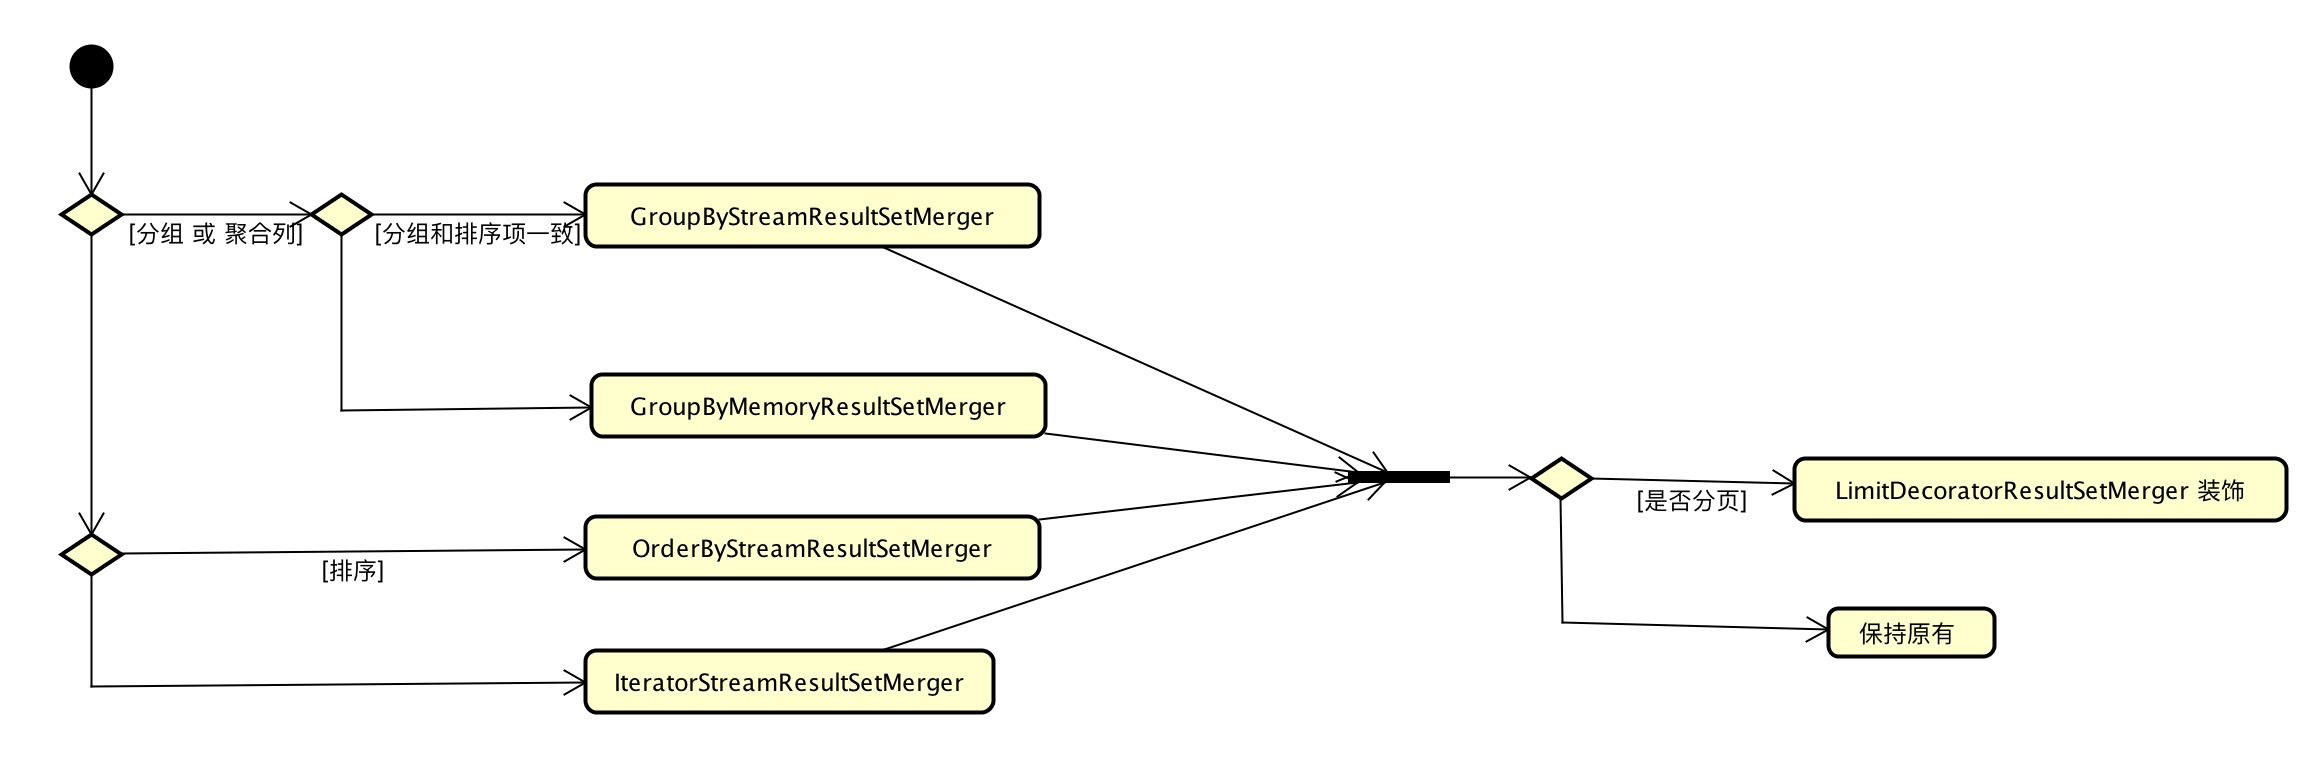 GroupByStreamResultSetMerger
[分组 或 聚合列]
[分组和排序项一致]
GroupByMemoryResultSetMerger
LimitDecoratorResultSetMerger 装饰
[是否分页]
OrderByStreamResultSetMerger
[排序]
保持原有
IteratorStreamResultSetMerger